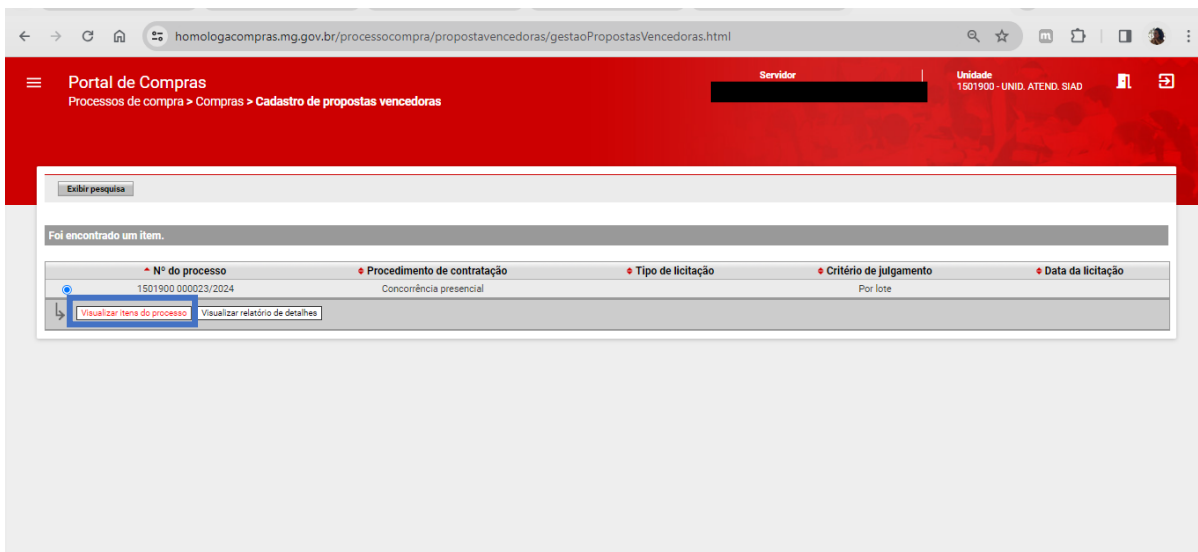 homologacompras.mg.gov.br/processocompra/propostavencedoras/gestaoPropostasVencedoras.html
Portal de Compras
Processos de compra > Compras > Cadastro de propostas vencedoras
Servidor
Unidade
1501900 - UNID. ATEND. SIAD
Exibir pesquisa
Foi encontrado um item.
Nº do processo Procedimento de contratação Tipo de licitação Critério de julgamento Data da licitação
1501900 000023/2024 Concorrência presencial Por lote
Visualizar itens do processo Visualizar relatório de detalhes